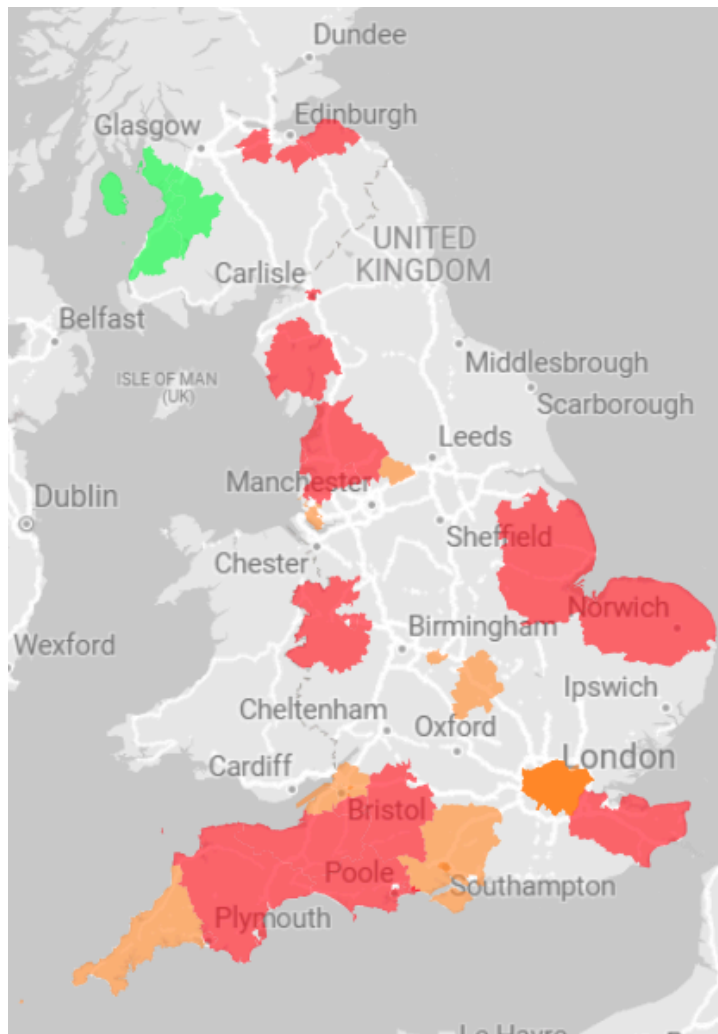 Dundee
Glasgow
Edinburgh
UNITED
KINGDOM
Carlisle
Belfast
ISLE OF MAN
(UK)
Middlesbrough
Scarborough
Leeds
Manchester
Dublin
Sheffield
Chester
Norwich
Wexford
Birmingham
Ipswich
Cheltenham
Oxford
London
Cardiff
Bristol
Poole
Southampton
Plymouth